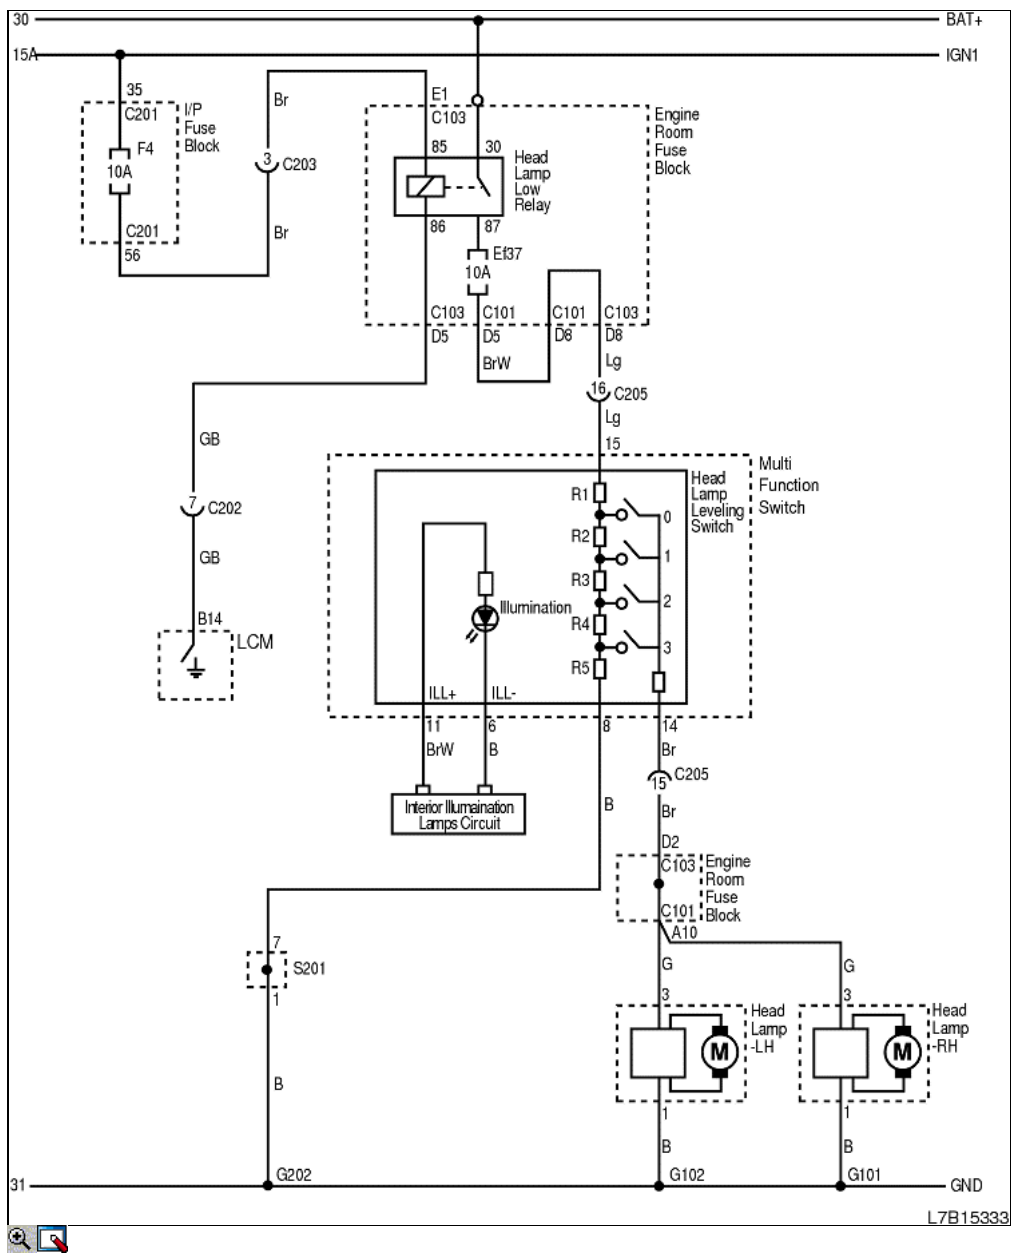 30 BAT+
15A IGN1
35
C201
I/P
Fuse
Block
F4
10A
C201
56
Br
3 C203
Br
E1
C103
Engine
Room
Fuse
Block
85 30
Head
Lamp
Low
Relay
86 87
Ef37
10A
C103 C101 C101 C103
D5 D5 D8 D8
BrW
Lg
16 C205
Lg
15
GB
7 C202
GB
B14
LCM
Multi
Function
Switch
Head
Lamp
Leveling
Switch
R1
0
R2
1
R3
2
R4
3
R5
Illumination
ILL+ ILL-
11 6 8 14
BrW B Br
C205
15
Interior Illumaination
Lamps Circuit
B
Br
D2
C103
Engine
Room
Fuse
Block
C101
A10
7
S201
1
G G
3 3
Head
Lamp
-LH
M
Head
Lamp
-RH
M
1 1
B
B B
G202 G102 G101
31 GND
L7B15333